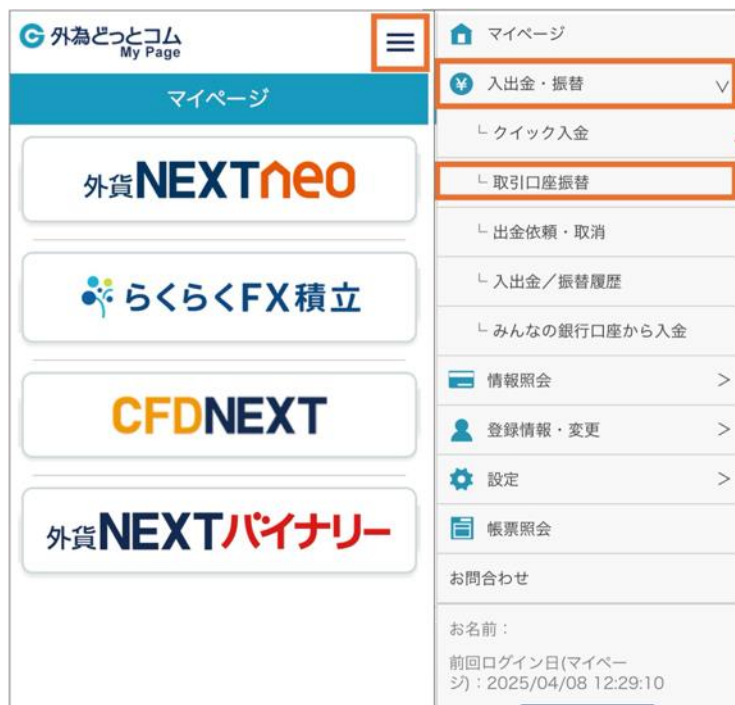 外為どっとコム
My Page
マイページ
外貨NEXTneo
らくらくFX積立
CFDNEXT
外貨NEXTバイナリー
マイページ
入出金・振替
└ クイック入金
└ 取引口座振替
└ 出金依頼・取消
└ 入出金／振替履歴
└ みんなの銀行口座から入金
情報照会
登録情報・変更
設定
帳票照会
お問合わせ
お名前：
前回ログイン日(マイペー
ジ)：2025/04/08 12:29:10